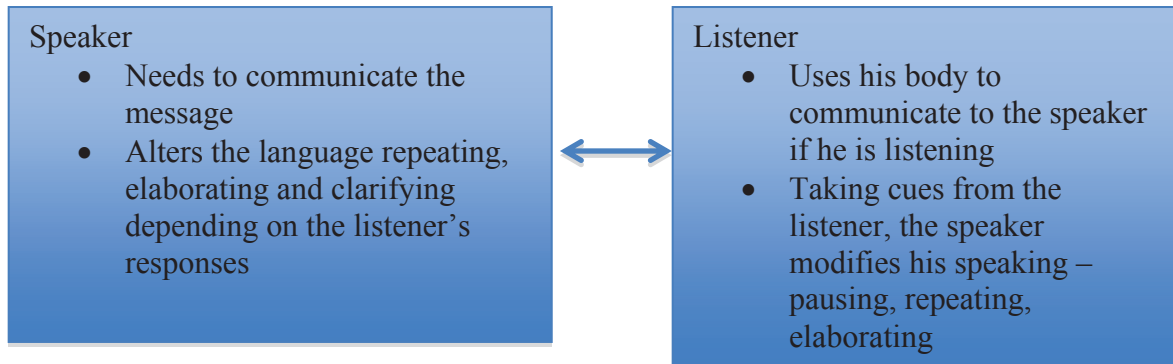 Speaker
• Needs to communicate the
message
• Alters the language repeating,
elaborating and clarifying
depending on the listener’s
responses
Listener
• Uses his body to
communicate to the speaker
if he is listening
• Taking cues from the
listener, the speaker
modifies his speaking –
pausing, repeating,
elaborating